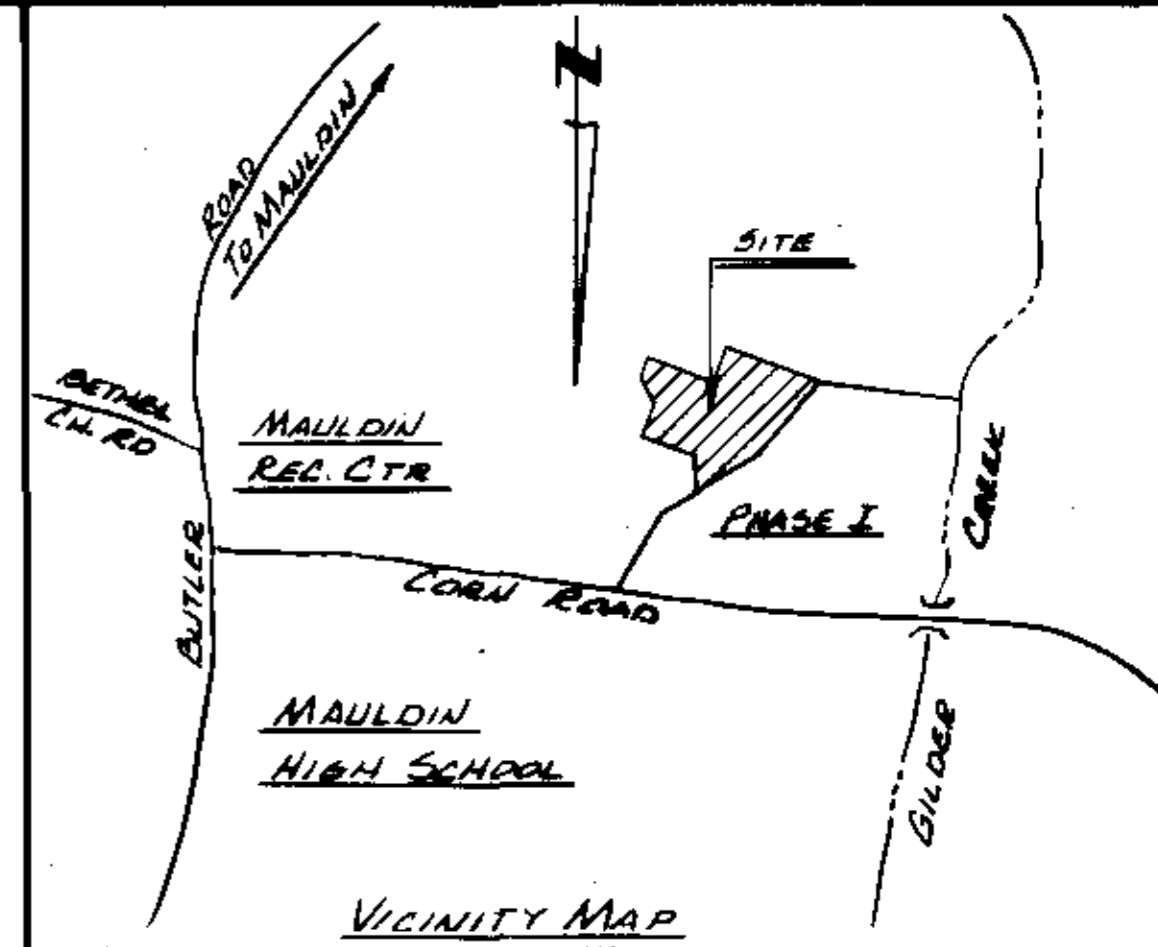 N
ROAD
TO MAULDIN
SITE
BETHEL
CH. RD
MAULDIN
REC. CTR
PHASE I
CREEK
CORN ROAD
BUTLER
MAULDIN
HIGH SCHOOL
GILDER
VICINITY MAP